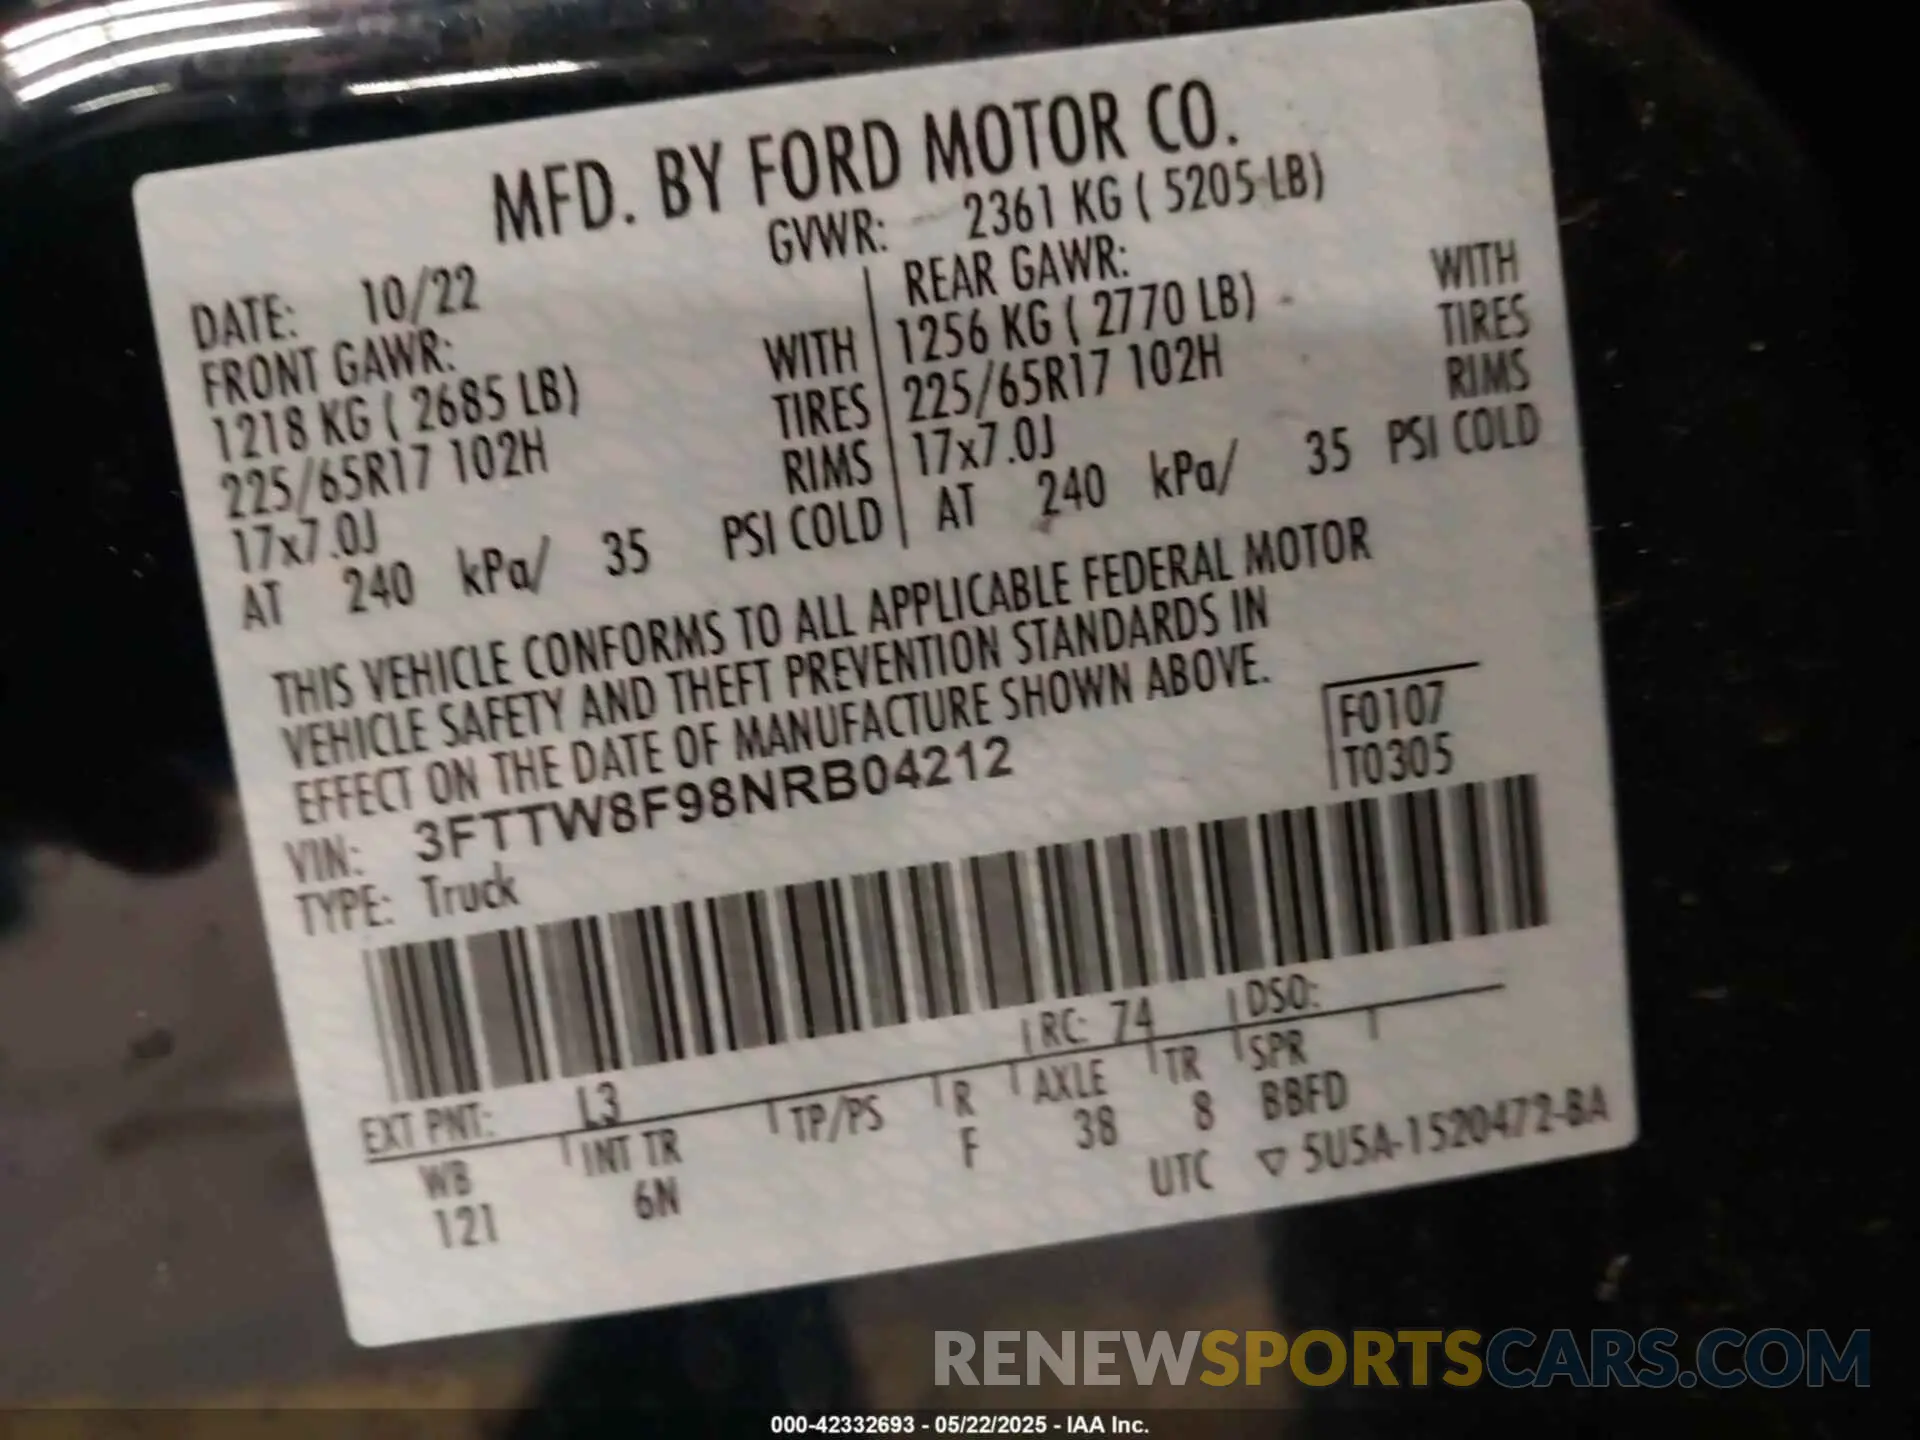 MFD. BY FORD MOTOR CO.
DATE: 10/22 GVWR: 2361 KG ( 5205 LB)
FRONT GAWR: REAR GAWR:
1218 KG ( 2685 LB) WITH 1256 KG ( 2770 LB) WITH
225/65R17 102H TIRES 225/65R17 102H TIRES
17x7.0J RIMS 17x7.0J RIMS
AT 240 kPa/ 35 PSI COLD AT 240 kPa/ 35 PSI COLD
THIS VEHICLE CONFORMS TO ALL APPLICABLE FEDERAL MOTOR
VEHICLE SAFETY AND THEFT PREVENTION STANDARDS IN
EFFECT ON THE DATE OF MANUFACTURE SHOWN ABOVE.
VIN: 3FTTW8F98NRB04212 F0107
TYPE: Truck T0305
EXT PNT: L3 RC: 74 DSO:
WB INT TR TP/PS R AXLE TR SPR
121 6N F 38 8 BBFD
UTC ▽ 5U5A-1520472-BA
RENEWSPORTSCARS.COM
000-42332693 - 05/22/2025 - IAA Inc.